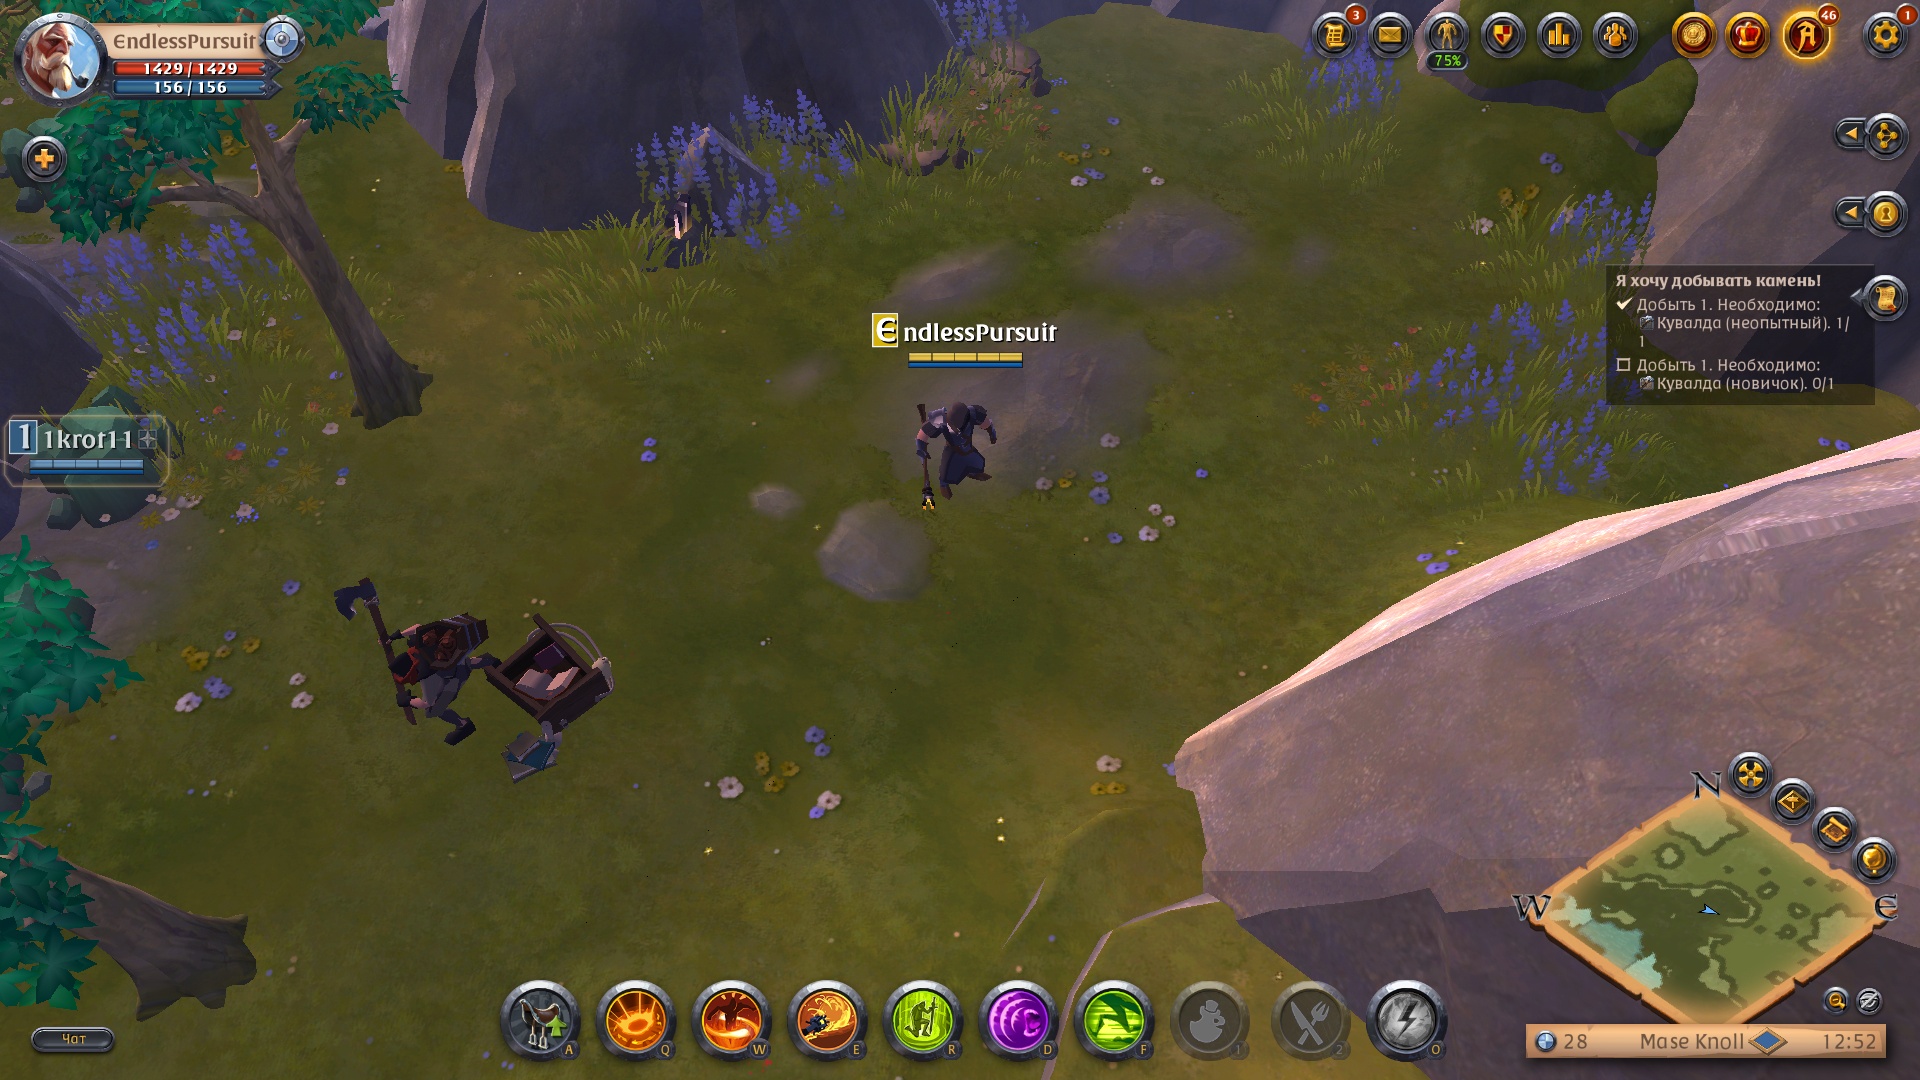 EndlessPursuit
1429 / 1429
156 / 156
3
75%
46
1
Я хочу добывать камень!
Добыть 1. Необходимо:
Кувалда (неопытный). 1/
1
Добыть 1. Необходимо:
Кувалда (новичок). 0/1
EndlessPursuit
1 1krot11
N
W
E
A
Q
W
E
R
D
F
1
2
O
Чат
28
Mase Knoll
12:52